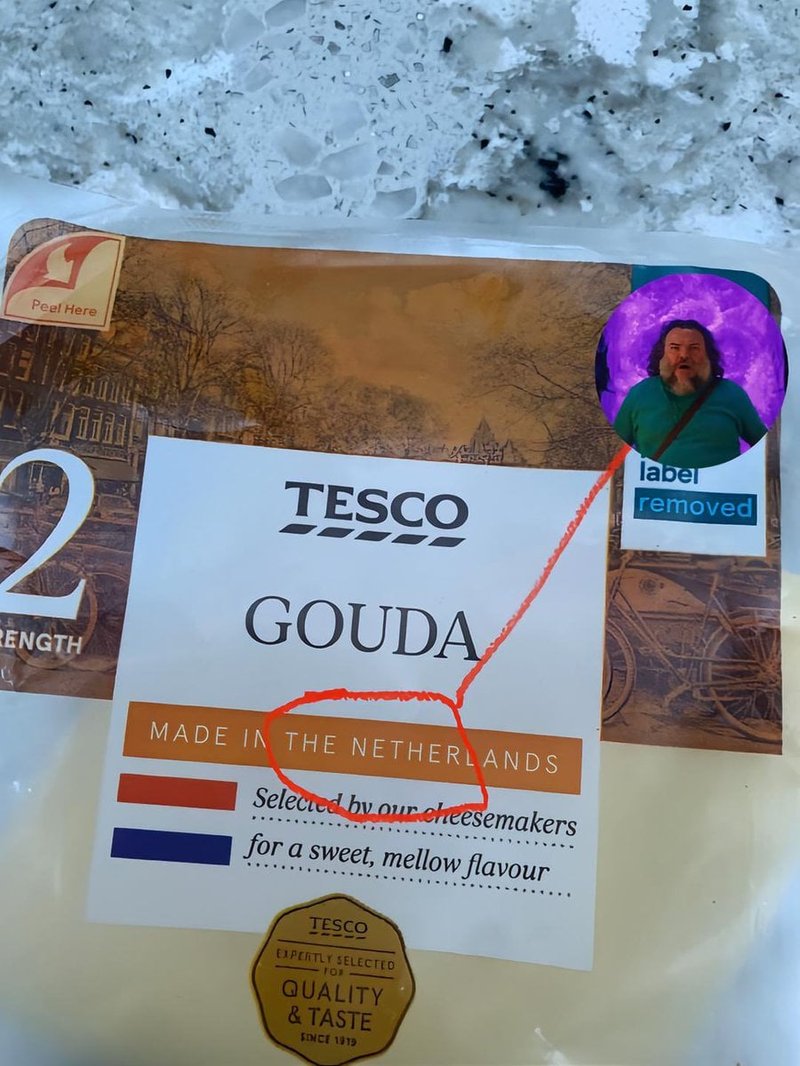 Peel Here
label
removed
TESCO
GOUDA
2
RENGTH
MADE IN THE NETHERLANDS
Selected by our cheesemakers
for a sweet, mellow flavour
TESCO
EXPERTLY SELECTED
FOR
QUALITY
& TASTE
SINCE 1919